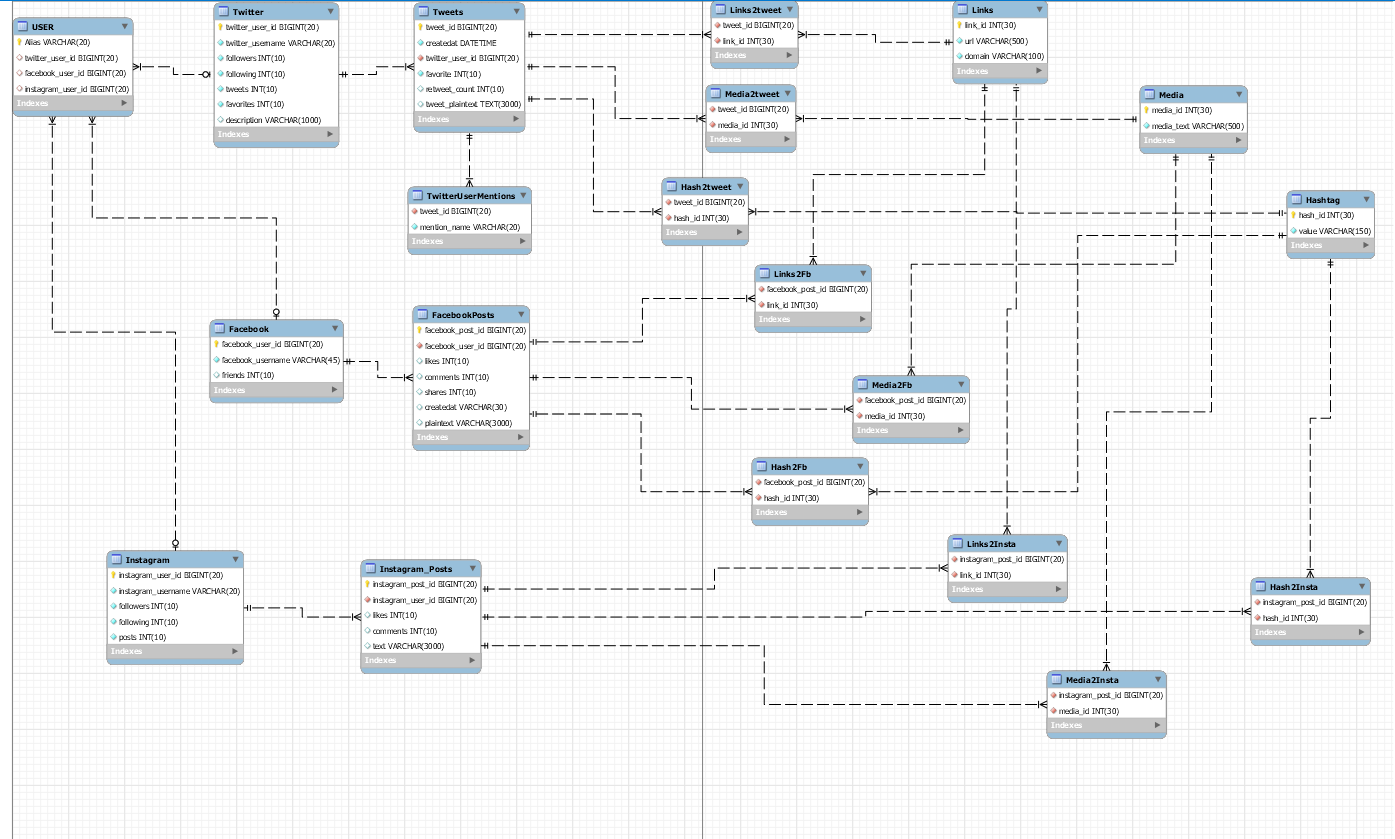 USER
Alias VARCHAR(20)
twitter_user_id BIGINT(20)
facebook_user_id BIGINT(20)
instagram_user_id BIGINT(20)
Indexes
Twitter
twitter_user_id BIGINT(20)
twitter_username VARCHAR(20)
followers INT(10)
following INT(10)
tweets INT(10)
favorites INT(10)
description VARCHAR(1000)
Indexes
Tweets
tweet_id BIGINT(20)
createdat DATETIME
twitter_user_id BIGINT(20)
favorite INT(10)
retweet_count INT(10)
tweet_plaintext TEXT(3000)
Indexes
Links2tweet
tweet_id BIGINT(20)
link_id INT(30)
Indexes
Links
link_id INT(30)
url VARCHAR(500)
domain VARCHAR(100)
Indexes
Media2tweet
tweet_id BIGINT(20)
media_id INT(30)
Indexes
Media
media_id INT(30)
media_text VARCHAR(500)
Indexes
TwitterUserMentions
tweet_id BIGINT(20)
mention_name VARCHAR(20)
Indexes
Hash2tweet
tweet_id BIGINT(20)
hash_id INT(30)
Indexes
Hashtag
hash_id INT(30)
value VARCHAR(150)
Indexes
Links2Fb
facebook_post_id BIGINT(20)
link_id INT(30)
Indexes
Facebook
facebook_user_id BIGINT(20)
facebook_username VARCHAR(45)
friends INT(10)
Indexes
FacebookPosts
facebook_post_id BIGINT(20)
facebook_user_id BIGINT(20)
likes INT(10)
comments INT(10)
shares INT(10)
createdat VARCHAR(30)
plaintext VARCHAR(3000)
Indexes
Media2Fb
facebook_post_id BIGINT(20)
media_id INT(30)
Indexes
Hash2Fb
facebook_post_id BIGINT(20)
hash_id INT(30)
Indexes
Links2Insta
instagram_post_id BIGINT(20)
link_id INT(30)
Indexes
Instagram
instagram_user_id BIGINT(20)
instagram_username VARCHAR(20)
followers INT(10)
following INT(10)
posts INT(10)
Indexes
Instagram_Posts
instagram_post_id BIGINT(20)
instagram_user_id BIGINT(20)
likes INT(10)
comments INT(10)
text VARCHAR(3000)
Indexes
Hash2Insta
instagram_post_id BIGINT(20)
hash_id INT(30)
Indexes
Media2Insta
instagram_post_id BIGINT(20)
media_id INT(30)
Indexes